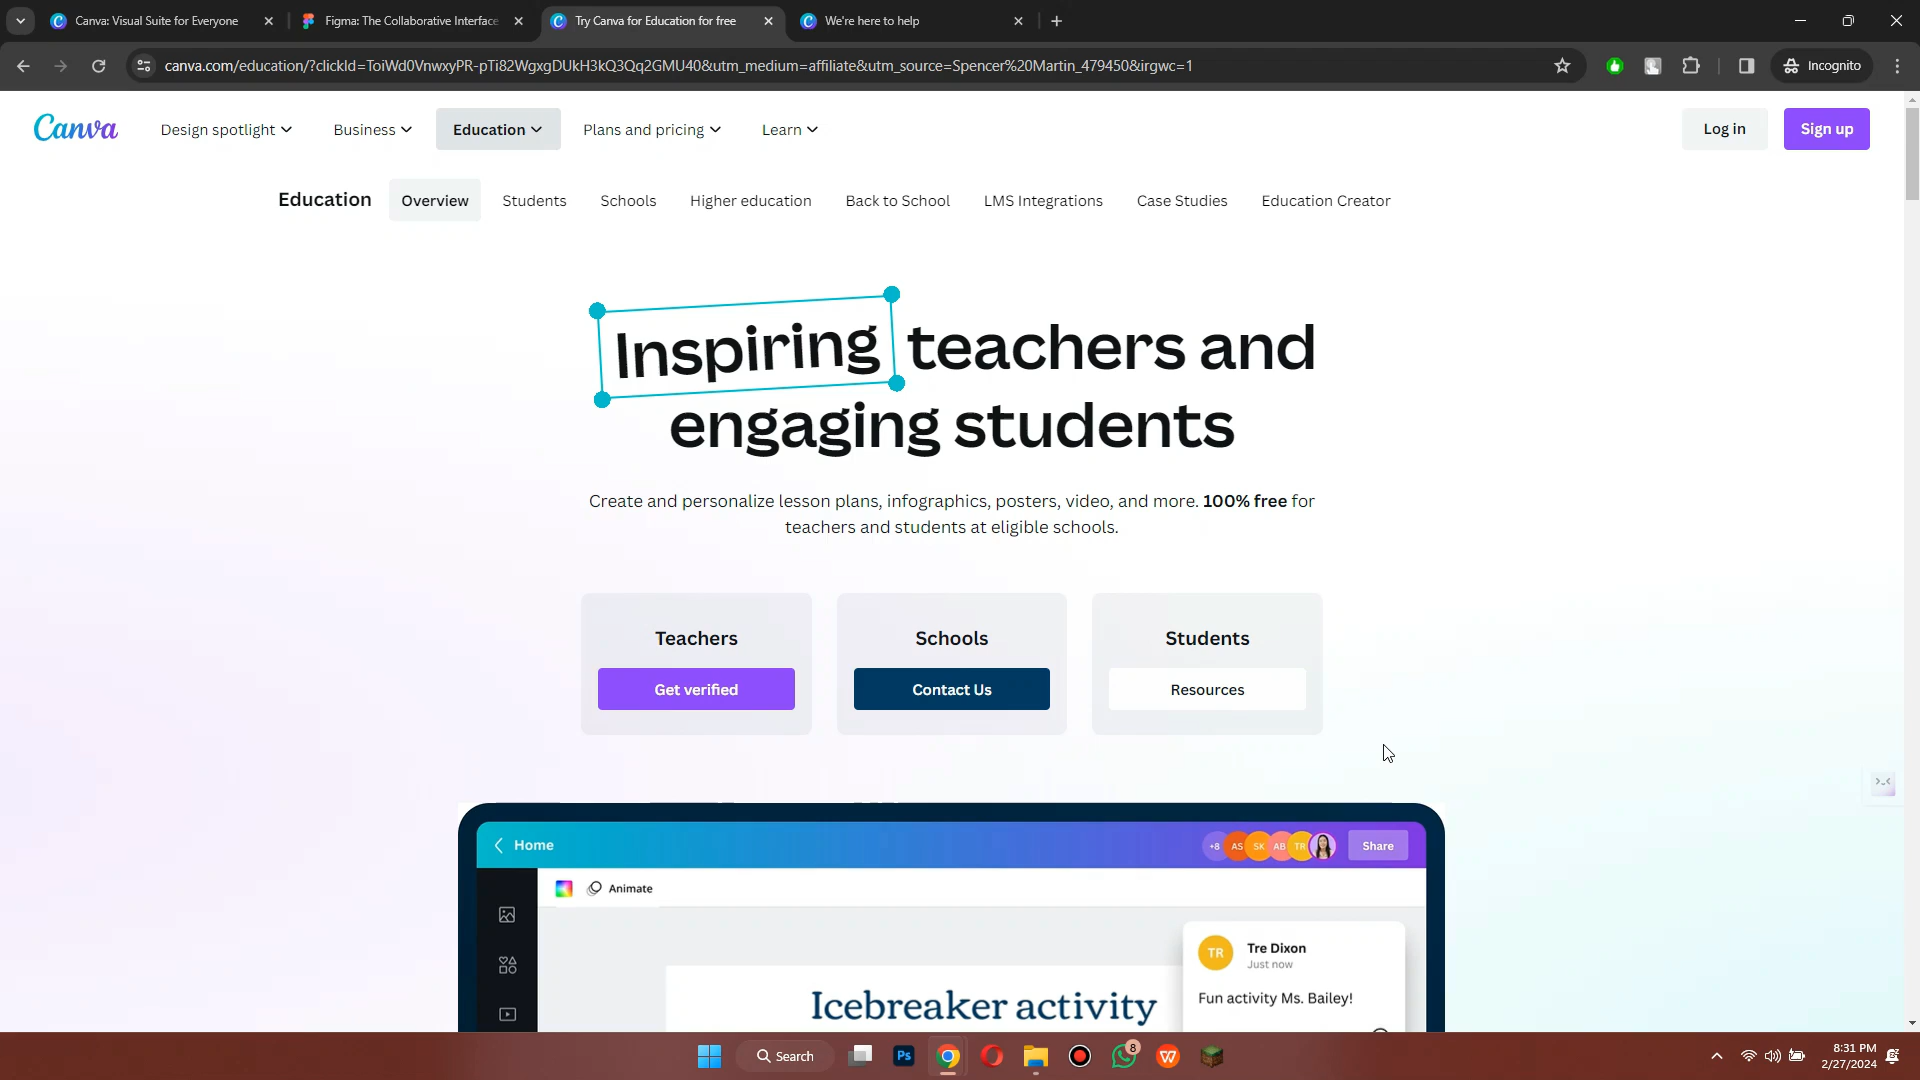 Canva: Visual Suite for Everyone
Figma: The Collaborative Interface
Try Canva for Education for free
We're here to help
canva.com/education/?clickId=ToiWd0VnwxyPR-pTi82WgxgDUkH3kQ3Qq2GMU40&utm_medium=affiliate&utm_source=Spencer%20Martin_479450&irgwc=1
Incognito
Canva
Design spotlight
Business
Education
Plans and pricing
Learn
Log in
Sign up
Education
Overview
Students
Schools
Higher education
Back to School
LMS Integrations
Case Studies
Education Creator
Inspiring teachers and
engaging students
Create and personalize lesson plans, infographics, posters, video, and more. 100% free for
teachers and students at eligible schools.
Teachers
Schools
Students
Get verified
Contact Us
Resources
Home
+8
AS
SK
AB
TR
Share
Animate
TR
Tre Dixon
Just now
Fun activity Ms. Bailey!
Icebreaker activity
Search
Ps
8
8:31 PM
2/27/2024